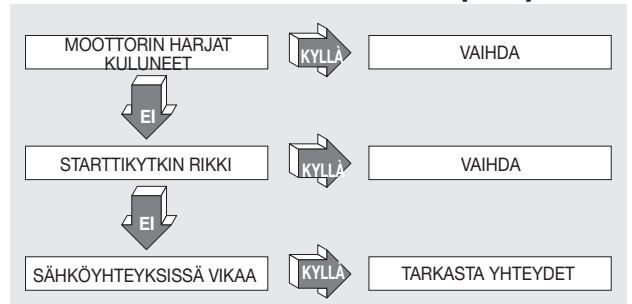 MOOTTORIN HARJAT
KULUNEET
KYLLÀ
VAIHDA
EI
STARTTIKYTKIN RIKKI
KYLLÀ
VAIHDA
EI
SÄHKÖYHTEYKSISSÄ VIKAA
KYLLÀ
TARKASTA YHTEYDET